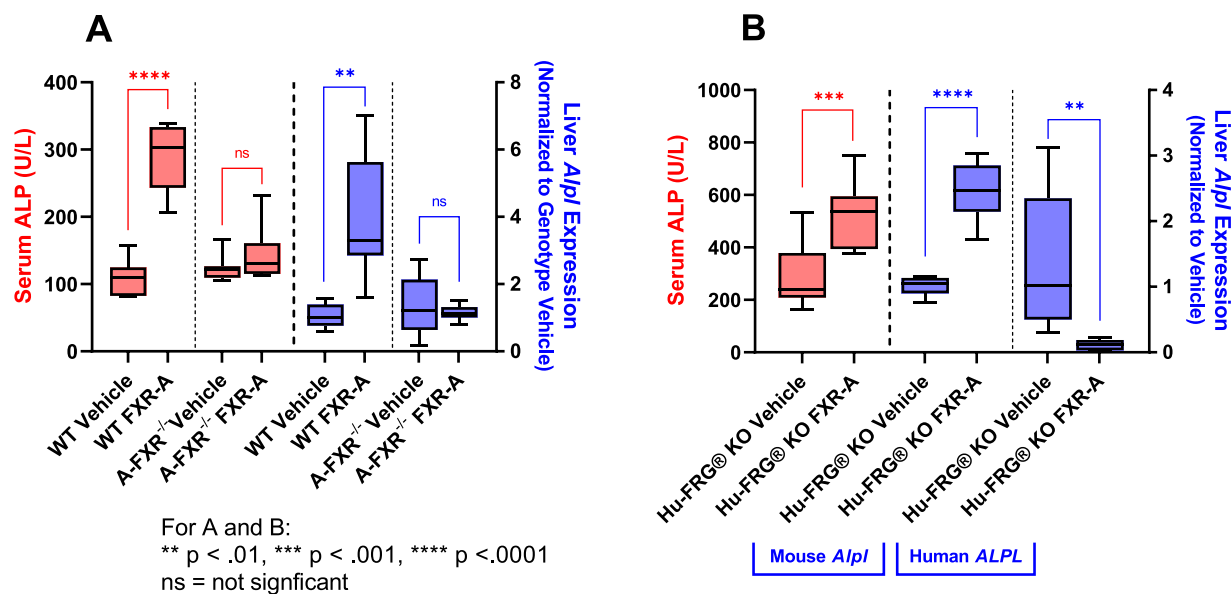 A
Serum ALP (U/L)
400
300
200
100
0
****
ns
**
ns
8
6
4
2
0
Liver Alpl Expression
(Normalized to Genotype Vehicle)
WT Vehicle
WT FXR-A
A-FXR-/- Vehicle
A-FXR-/- FXR-A
WT Vehicle
WT FXR-A
A-FXR-/- Vehicle
A-FXR-/- FXR-A
For A and B:
** p < .01, *** p < .001, **** p <.0001
ns = not signficant
B
Serum ALP (U/L)
1000
800
600
400
200
0
***
****
**
4
3
2
1
0
Liver Alpl Expression
(Normalized to Vehicle)
Hu-FRG® KO Vehicle
Hu-FRG® KO FXR-A
Hu-FRG® KO Vehicle
Hu-FRG® KO FXR-A
Hu-FRG® KO Vehicle
Hu-FRG® KO FXR-A
Mouse Alpl
Human ALPL